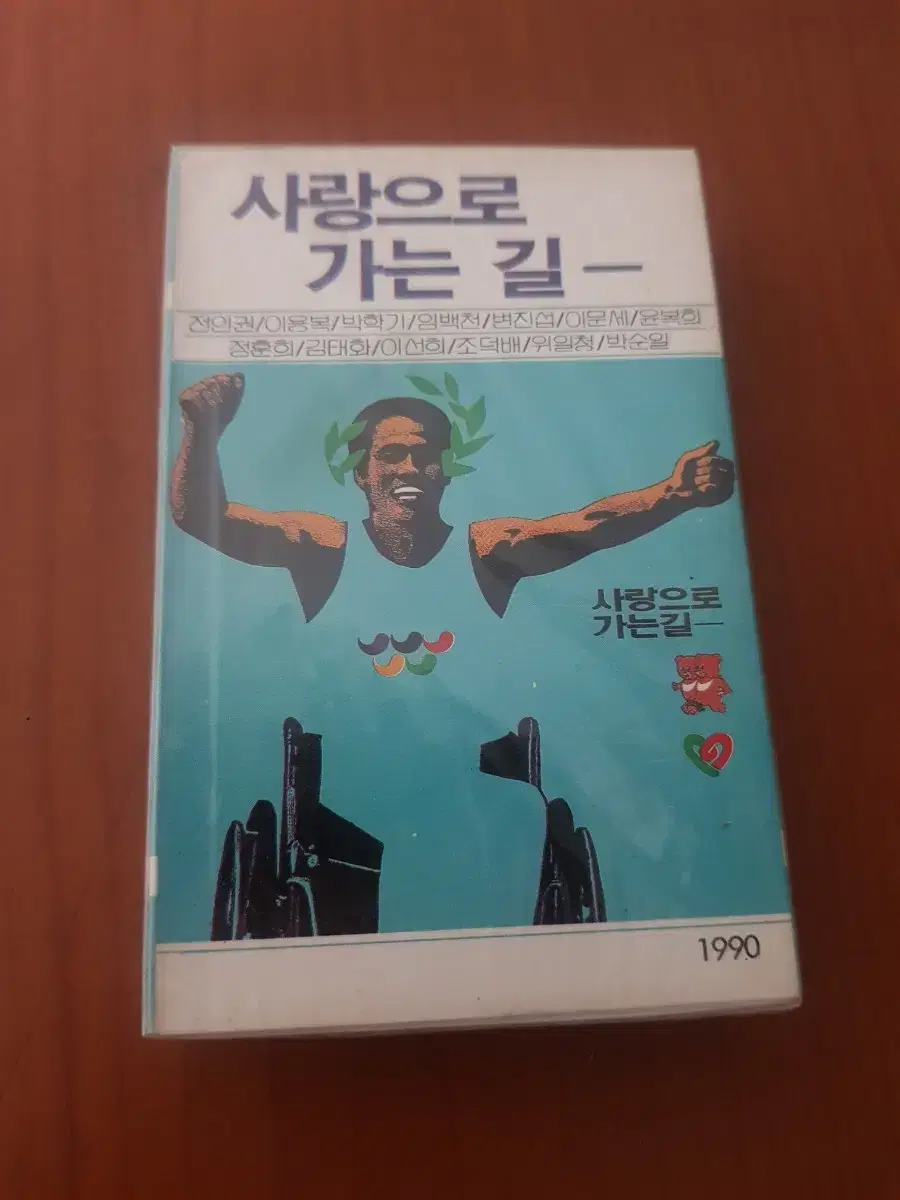 사랑으로
가는 길 —
전인권/이용복/박학기/임백천/변진섭/이문세/윤복희
정훈희/김태화/이선희/조덕배/위일청/박순일
사랑으로
가는길—
1990